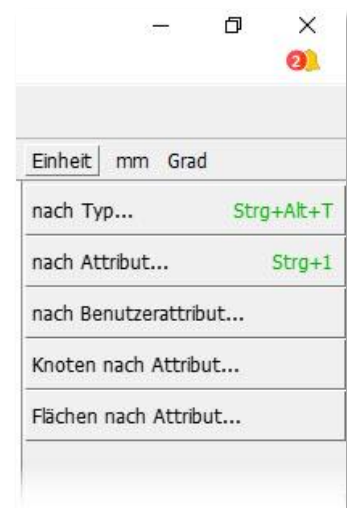 2
Einheit mm Grad
nach Typ... Strg+Alt+T
nach Attribut... Strg+1
nach Benutzerattribut...
Knoten nach Attribut...
Flächen nach Attribut...